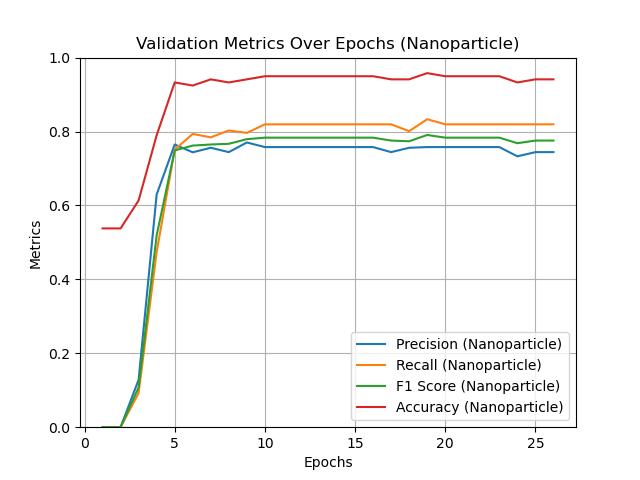 Validation Metrics Over Epochs (Nanoparticle)
1.0
0.8
0.6
0.4
0.2
0.0
Metrics
0 5 10 15 20 25
Epochs
Precision (Nanoparticle)
Recall (Nanoparticle)
F1 Score (Nanoparticle)
Accuracy (Nanoparticle)